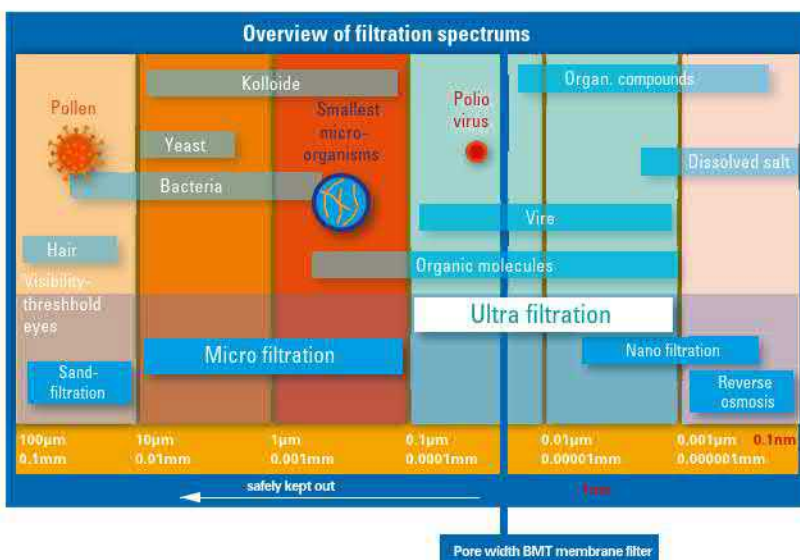 Overview of filtration spectrums
Kolloide
Organ. compounds
Pollen
Smallest
micro-
organisms
Polio
virus
Yeast
Dissolved salt
Bacteria
Vire
Hair
Organic molecules
Visibility-
threshhold
eyes
Ultra filtration
Micro filtration
Nano filtration
Sand-
filtration
Reverse
osmosis
100µm
0.1mm
10µm
0.01mm
1µm
0.001mm
0.1µm
0.0001mm
0.01µm
0.00001mm
0.001µm
0.000001mm
0.1nm
safely kept out
Pore width BMT membrane filter